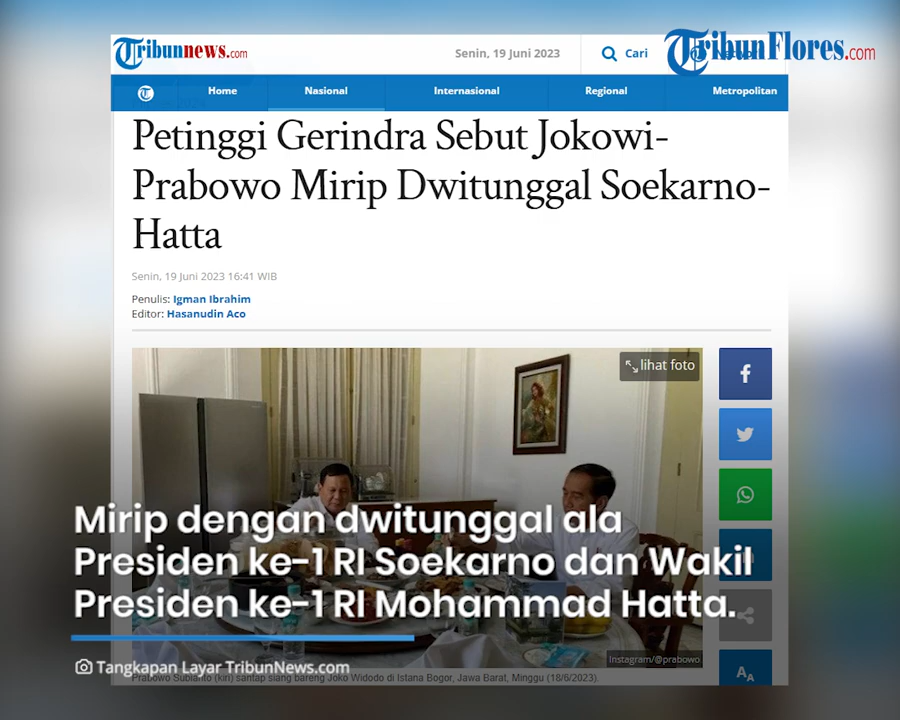 Tribunnews.com
Senin, 19 Juni 2023
Cari
TribunFlores.com
Home
Nasional
Internasional
Regional
Metropolitan
Petinggi Gerindra Sebut Jokowi-
Prabowo Mirip Dwitunggal Soekarno-
Hatta
Senin, 19 Juni 2023 16:41 WIB
Penulis: Igman Ibrahim
Editor: Hasanudin Aco
lihat foto
Mirip dengan dwitunggal ala
Presiden ke-1 RI Soekarno dan Wakil
Presiden ke-1 RI Mohammad Hatta.
Instagram/@prabowo.
Tangkapan Layar TribunNews.com
Prabowo Subianto (kiri) santap siang bareng Joko Widodo di Istana Bogor, Jawa Barat, Minggu (18/6/2023).
AA